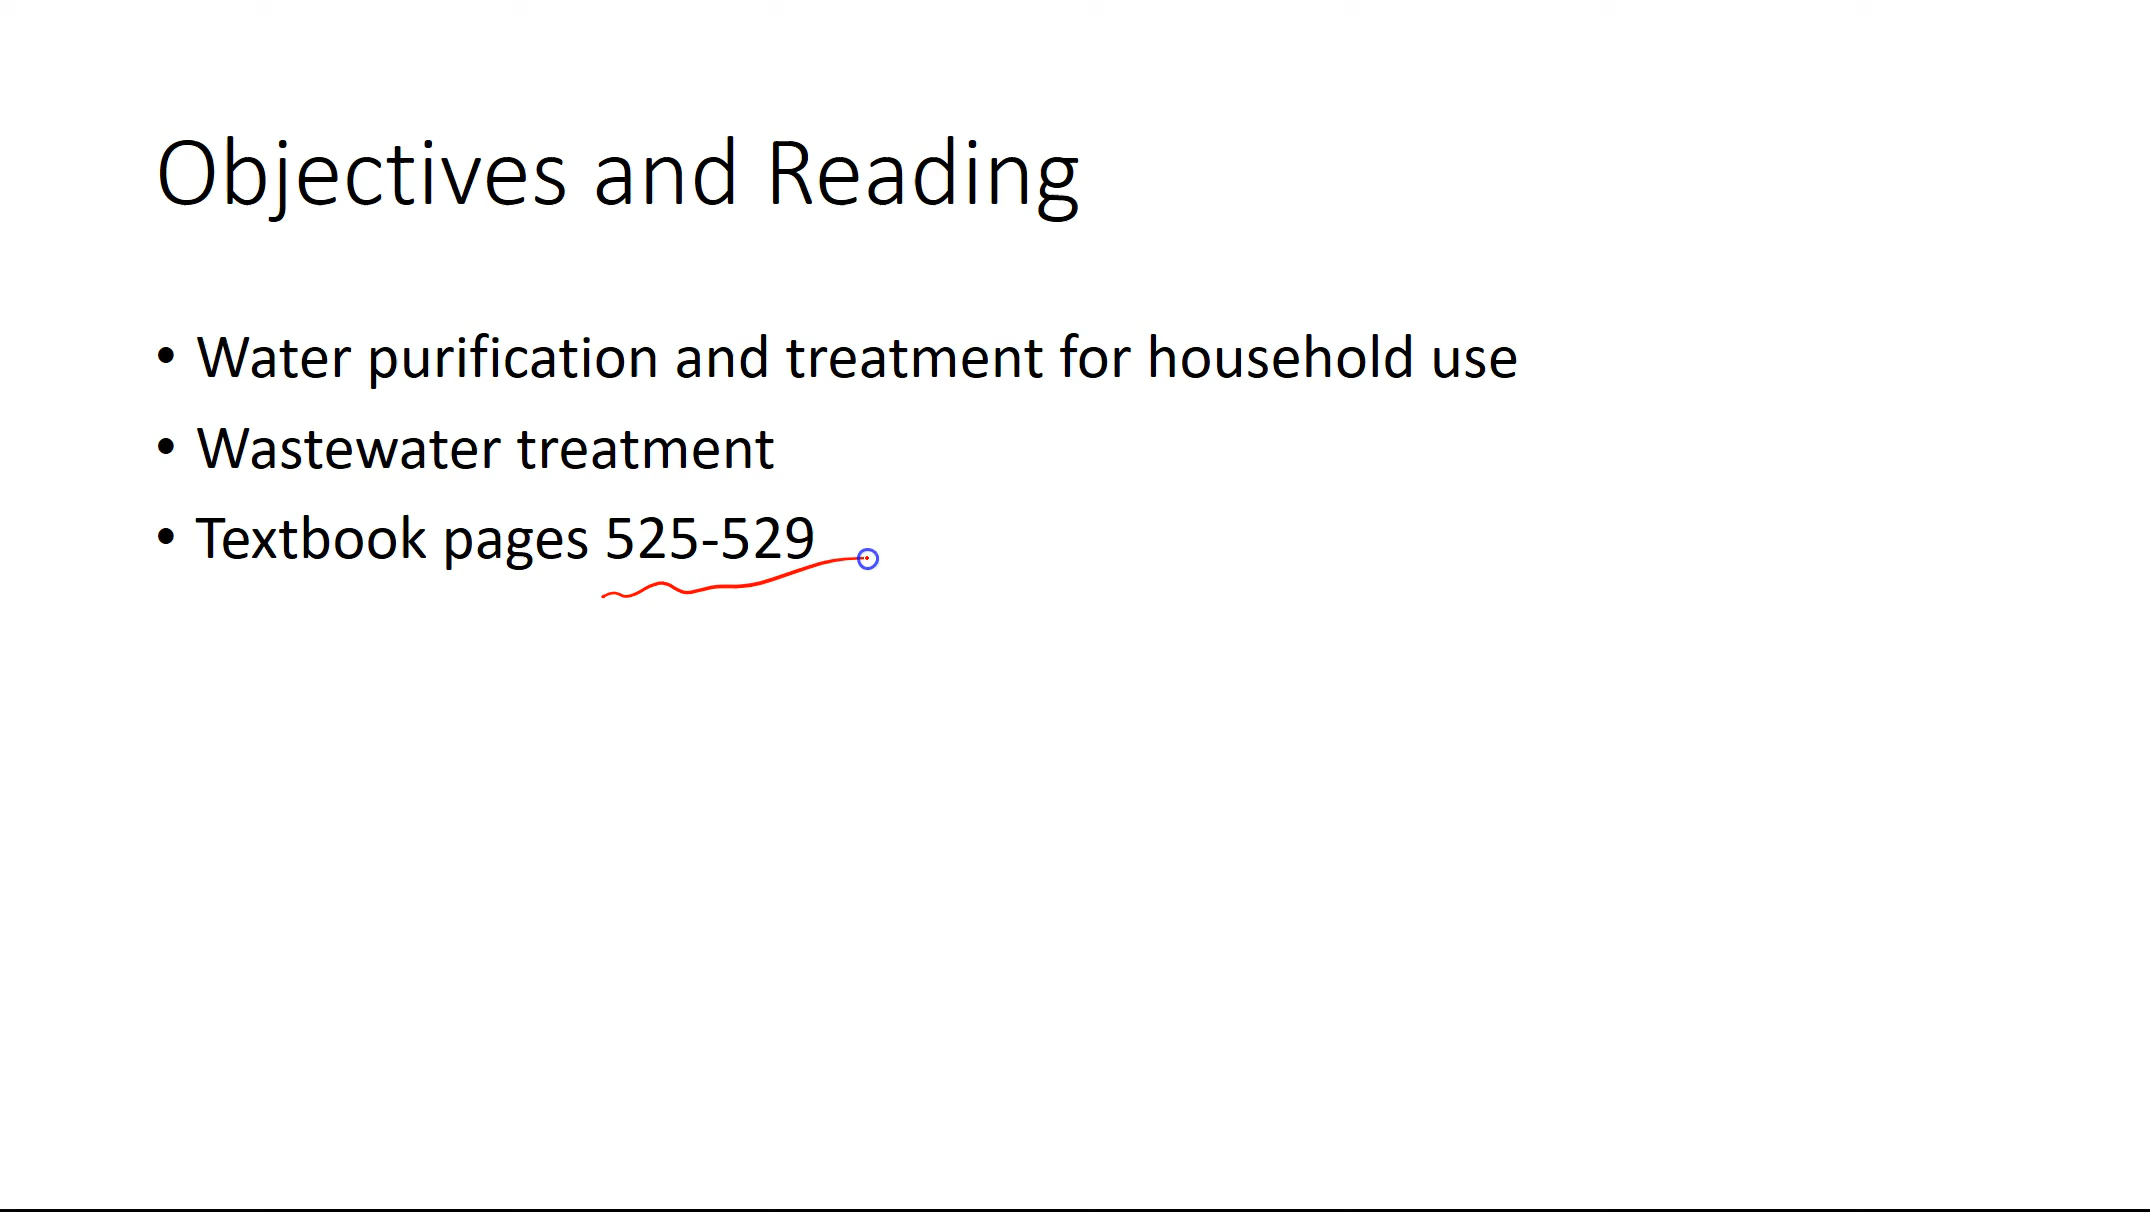 Objectives and Reading
• Water purification and treatment for household use
• Wastewater treatment
• Textbook pages 525-529